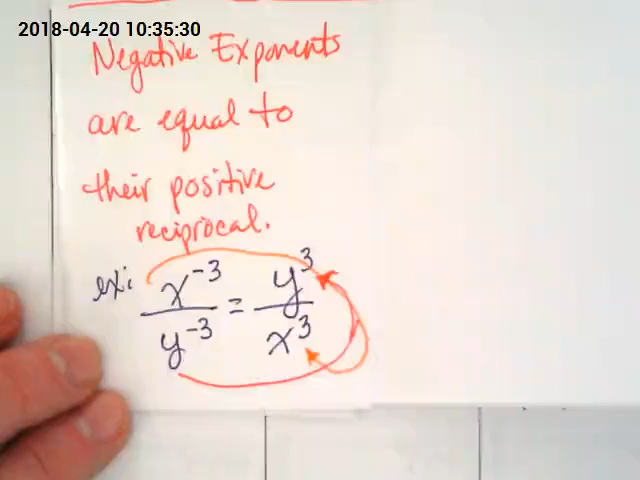 2018-04-20 10:35:30
Negative Exponents
are equal to
their positive
reciprocal.
ex: x^-3 / y^-3 = y^3 / x^3